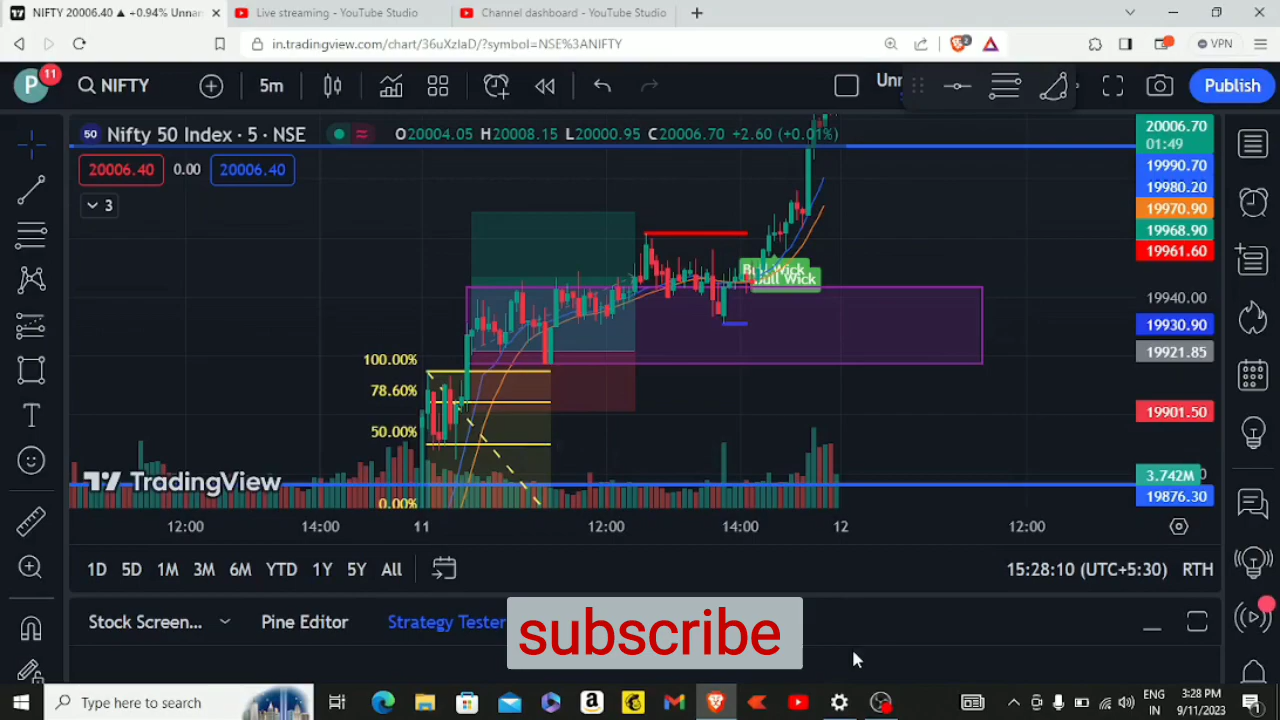 NIFTY 20006.40 ▲ +0.94% Unnan
Live streaming - YouTube Studio
Channel dashboard - YouTube Studio
in.tradingview.com/chart/36uXzIaD/?symbol=NSE%3ANIFTY
2
VPN
P
11
NIFTY
5m
Unr
Publish
50
Nifty 50 Index · 5 · NSE
O20004.05 H20008.15 L20000.95 C20006.70 +2.60 (+0.01%)
20006.40
0.00
20006.40
3
20006.70
01:49
19990.70
19980.20
19970.90
19968.90
19961.60
19940.00
19930.90
19921.85
19901.50
3.742M
19876.30
Bull Wick
Bull Wick
100.00%
78.60%
50.00%
0.00%
TradingView
12:00
14:00
11
12:00
14:00
12
12:00
1D
5D
1M
3M
6M
YTD
1Y
5Y
All
15:28:10 (UTC+5:30)
RTH
Stock Screen...
Pine Editor
Strategy Tester
subscribe
Type here to search
ENG
IN
3:28 PM
9/11/2023
1